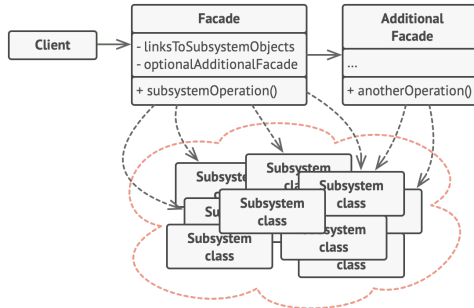 Facade
Additional
Facade
Client
- linksToSubsystemObjects
- optionalAdditionalFacade
...
+ subsystemOperation()
+ anotherOperation()
Subsystem
class
Subsystem
Subsystem
class
Subsystem
class
Subsystem
class
Subsystem
class
class